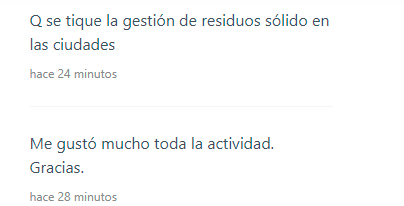 Q se tique la gestión de residuos sólido en
las ciudades
hace 24 minutos
Me gustó mucho toda la actividad.
Gracias.
hace 28 minutos